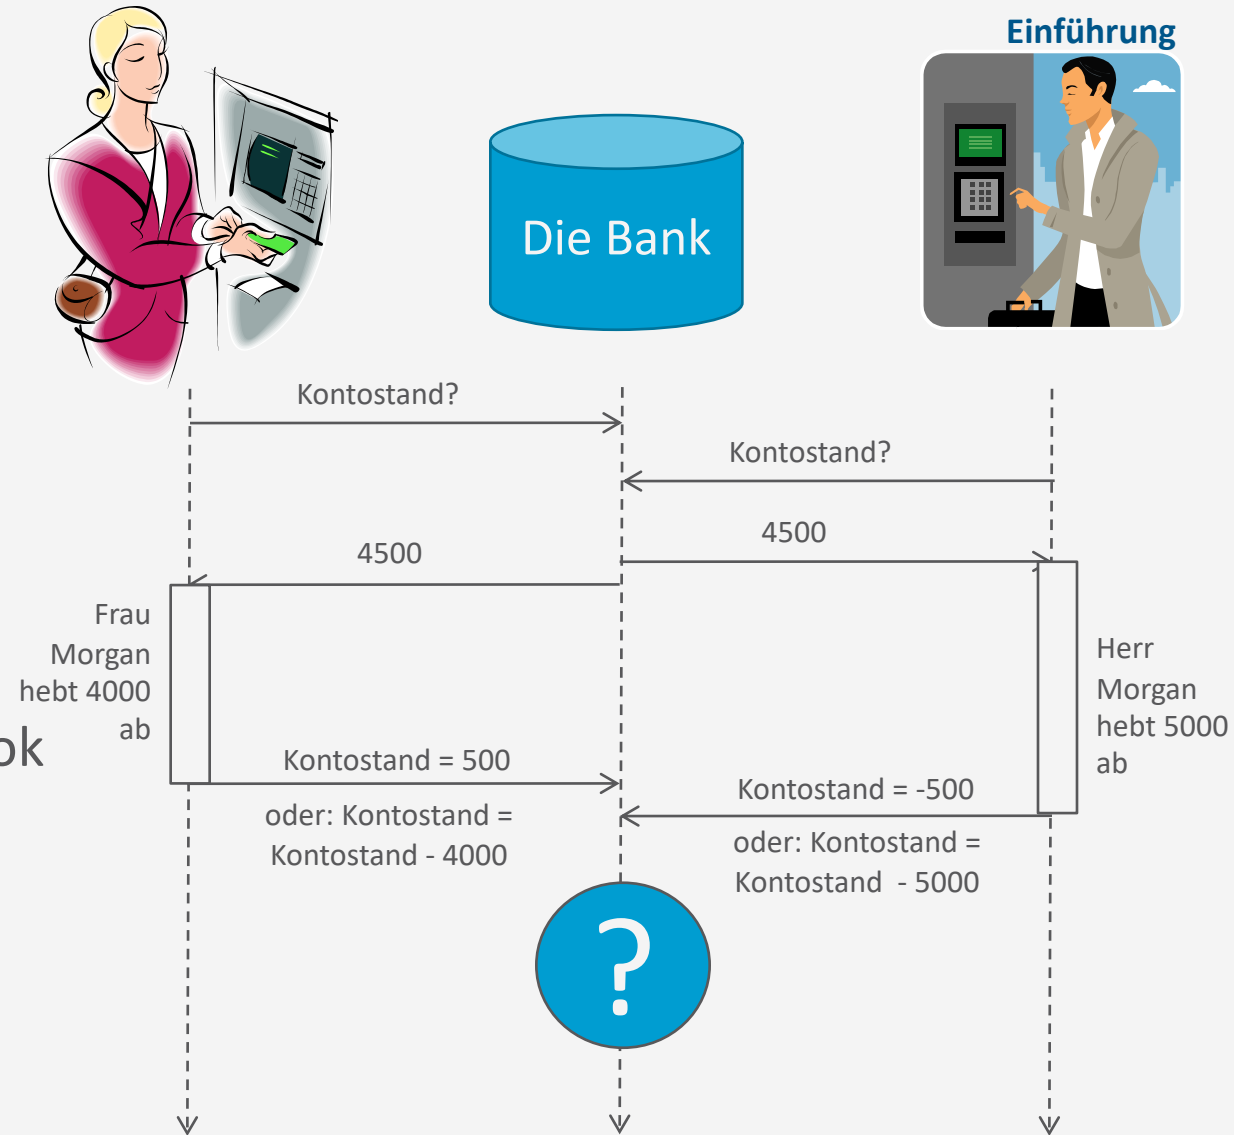 Einführung
Die Bank
Kontostand?
Kontostand?
4500
4500
Frau
Morgan
hebt 4000
ab
Herr
Morgan
hebt 5000
ab
ok
Kontostand = 500
oder: Kontostand =
Kontostand - 4000
Kontostand = -500
oder: Kontostand =
Kontostand - 5000
?